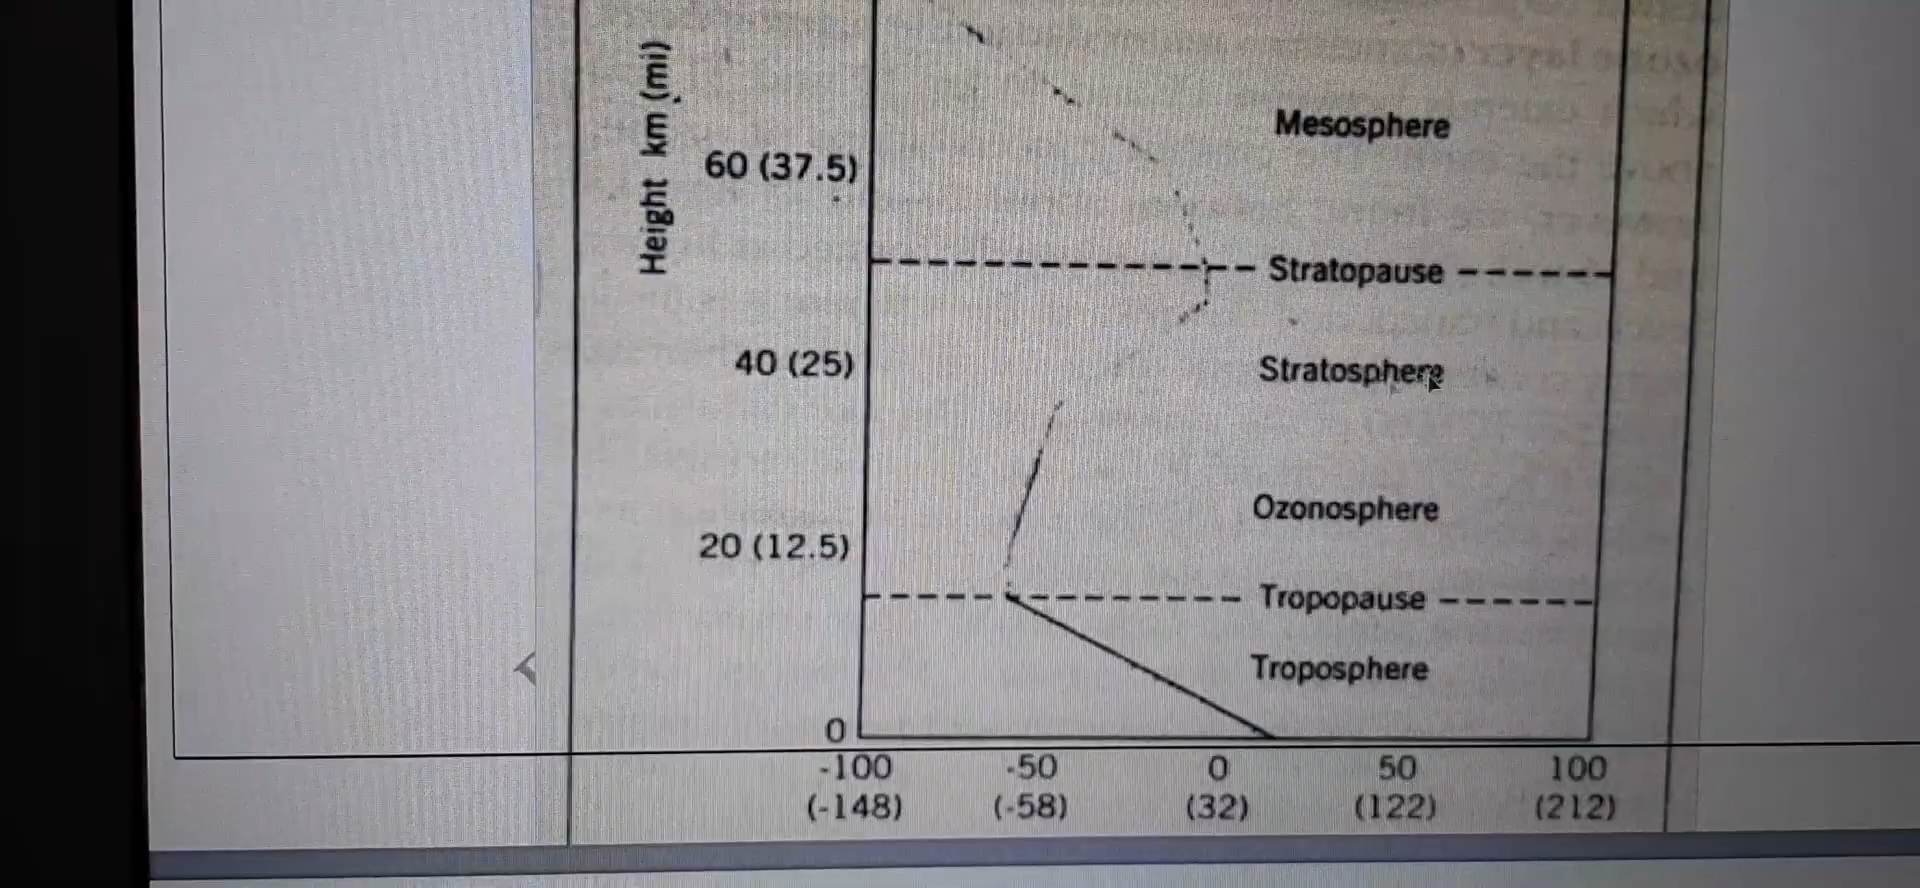 Height km (mi)
Mesosphere
60 (37.5)
Stratopause
40 (25)
Stratosphere
Ozonosphere
20 (12.5)
Tropopause
Troposphere
0
-100 -50 0 50 100
(-148) (-58) (32) (122) (212)